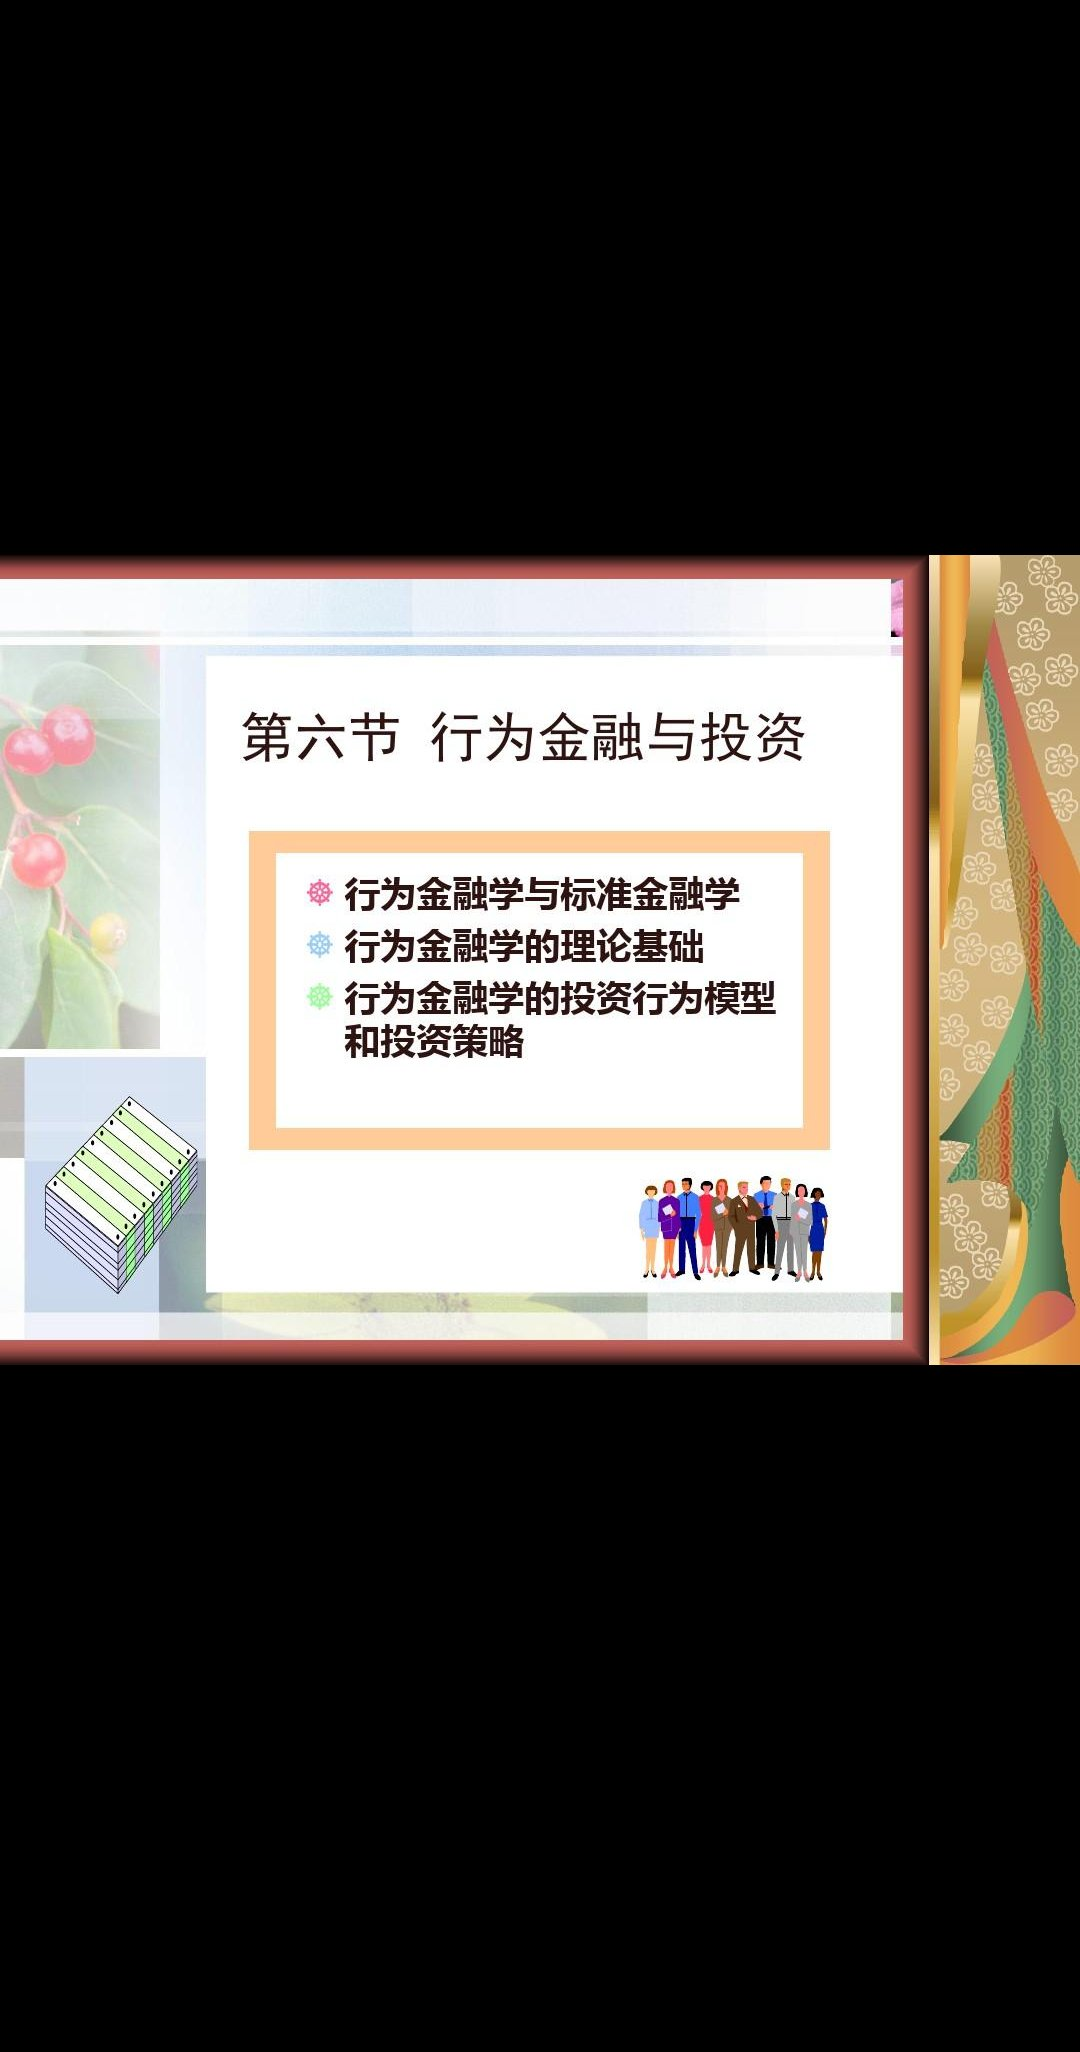 第六节 行为金融与投资
行为金融学与标准金融学
行为金融学的理论基础
行为金融学的投资行为模型
和投资策略